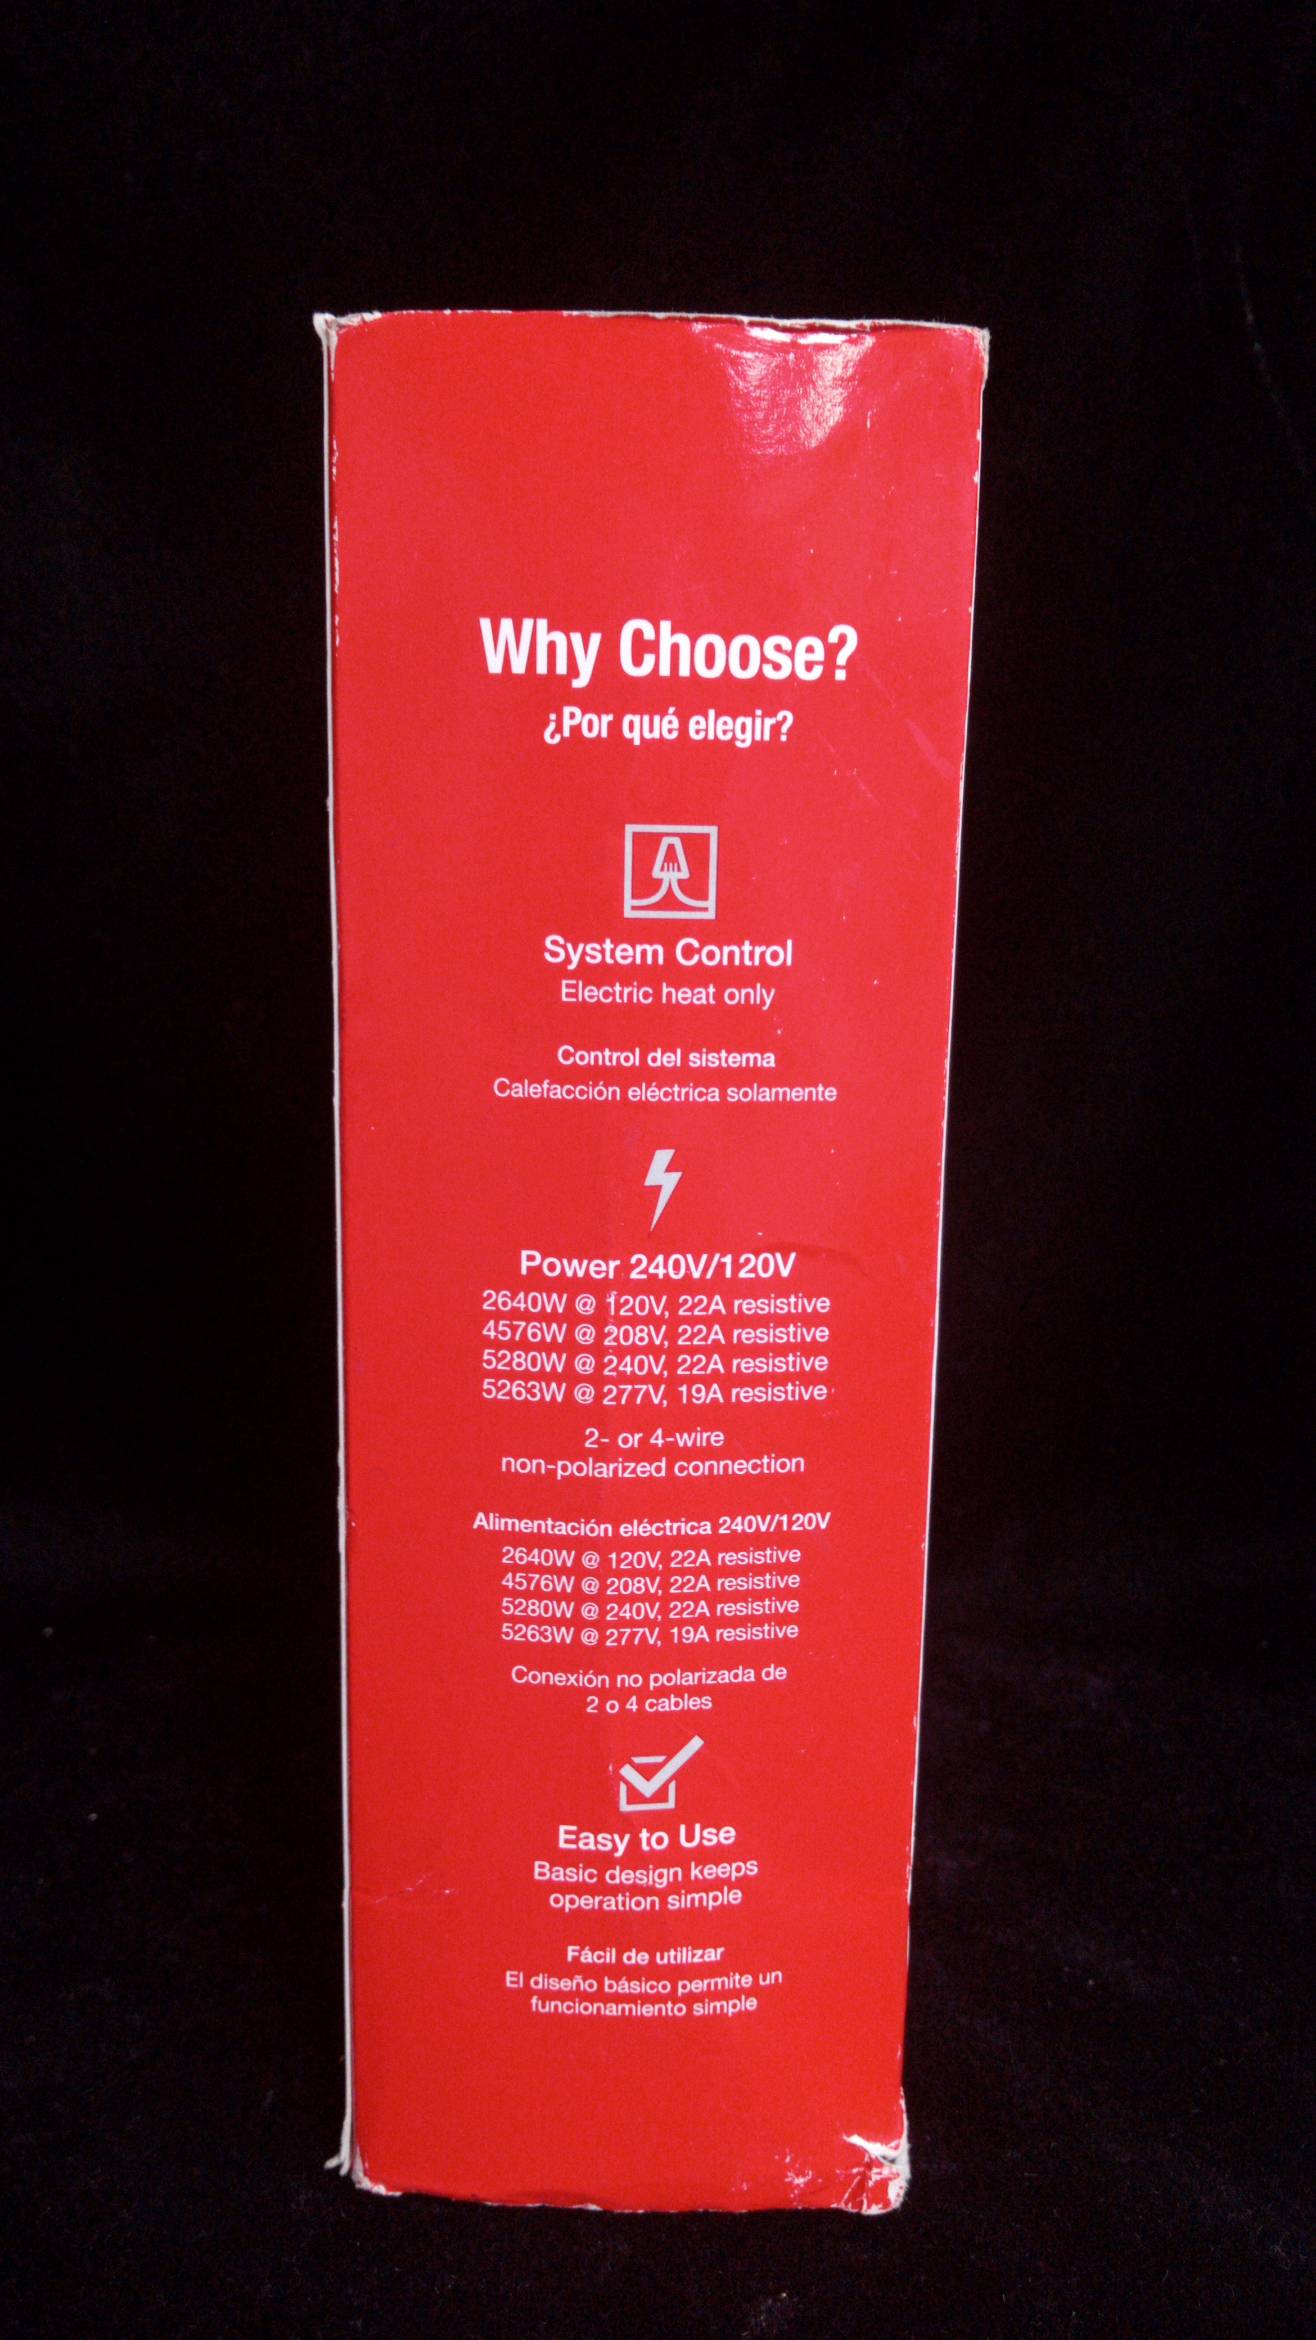 Why Choose?
¿Por qué elegir?
System Control
Electric heat only
Control del sistema
Calefacción eléctrica solamente
Power 240V/120V
2640W @ 120V, 22A resistive
4576W @ 208V, 22A resistive
5280W @ 240V, 22A resistive
5263W @ 277V, 19A resistive
2- or 4-wire
non-polarized connection
Alimentación eléctrica 240V/120V
2640W @ 120V, 22A resistive
4576W @ 208V, 22A resistive
5280W @ 240V, 22A resistive
5263W @ 277V, 19A resistive
Conexión no polarizada de
2 o 4 cables
Easy to Use
Basic design keeps
operation simple
Fácil de utilizar
El diseño básico permite un
funcionamiento simple